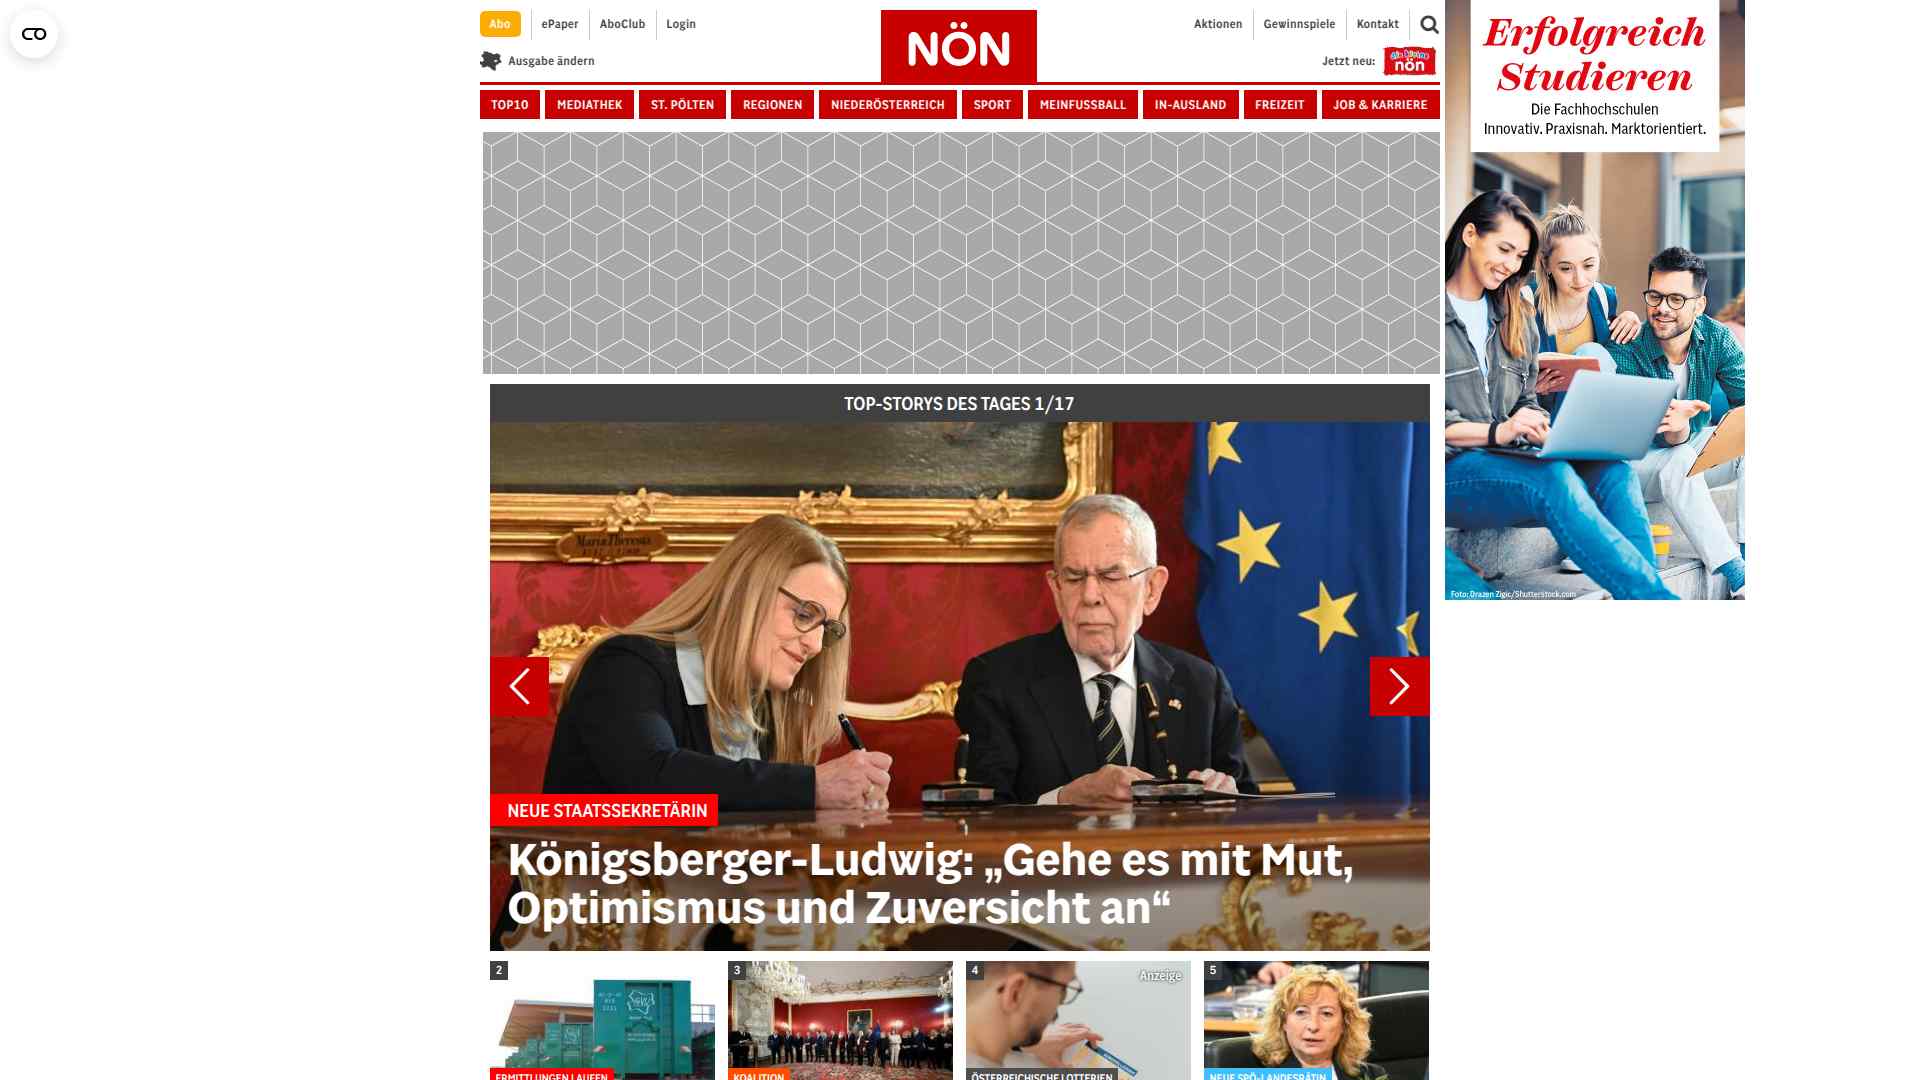 Abo
ePaper
AboClub
Login
NÖN
Aktionen
Gewinnspiele
Kontakt
Ausgabe ändern
Jetzt neu:
die kleine
nön
TOP10
MEDIATHEK
ST. PÖLTEN
REGIONEN
NIEDERÖSTERREICH
SPORT
MEINFUSSBALL
IN-AUSLAND
FREIZEIT
JOB & KARRIERE
Erfolgreich
Studieren
Die Fachhochschulen
Innovativ. Praxisnah. Marktorientiert.
Foto: Drazen Zigic/Shutterstock.com
TOP-STORYS DES TAGES 1/17
Maria Theresia
NEUE STAATSSEKRETÄRIN
Königsberger-Ludwig: „Gehe es mit Mut,
Optimismus und Zuversicht an“
2
3
4
Anzeige
5
ERMITTLUNGEN LAUFEN
KOALITION
ÖSTERREICHISCHE LOTTERIEN
NEUE SPÖ-LANDESRÄTIN